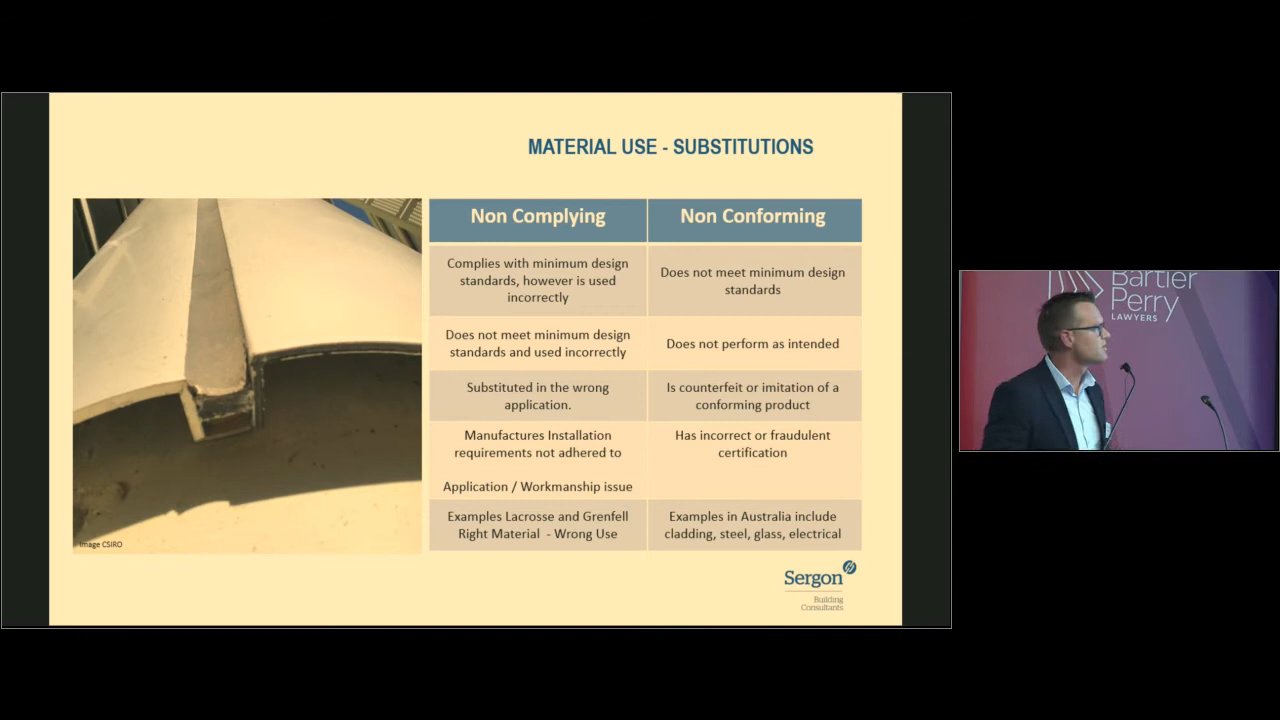 MATERIAL USE - SUBSTITUTIONS
Non Complying
Non Conforming
Complies with minimum design
standards, however is used
incorrectly
Does not meet minimum design
standards
Does not meet minimum design
standards and used incorrectly
Does not perform as intended
Substituted in the wrong
application.
Is counterfeit or imitation of a
conforming product
Manufactures Installation
requirements not adhered to
Application / Workmanship issue
Has incorrect or fraudulent
certification
Examples Lacrosse and Grenfell
Right Material - Wrong Use
Examples in Australia include
cladding, steel, glass, electrical
Image CSIRO
Sergon
Building
Consultants
Bartier
Perry
LAWYERS